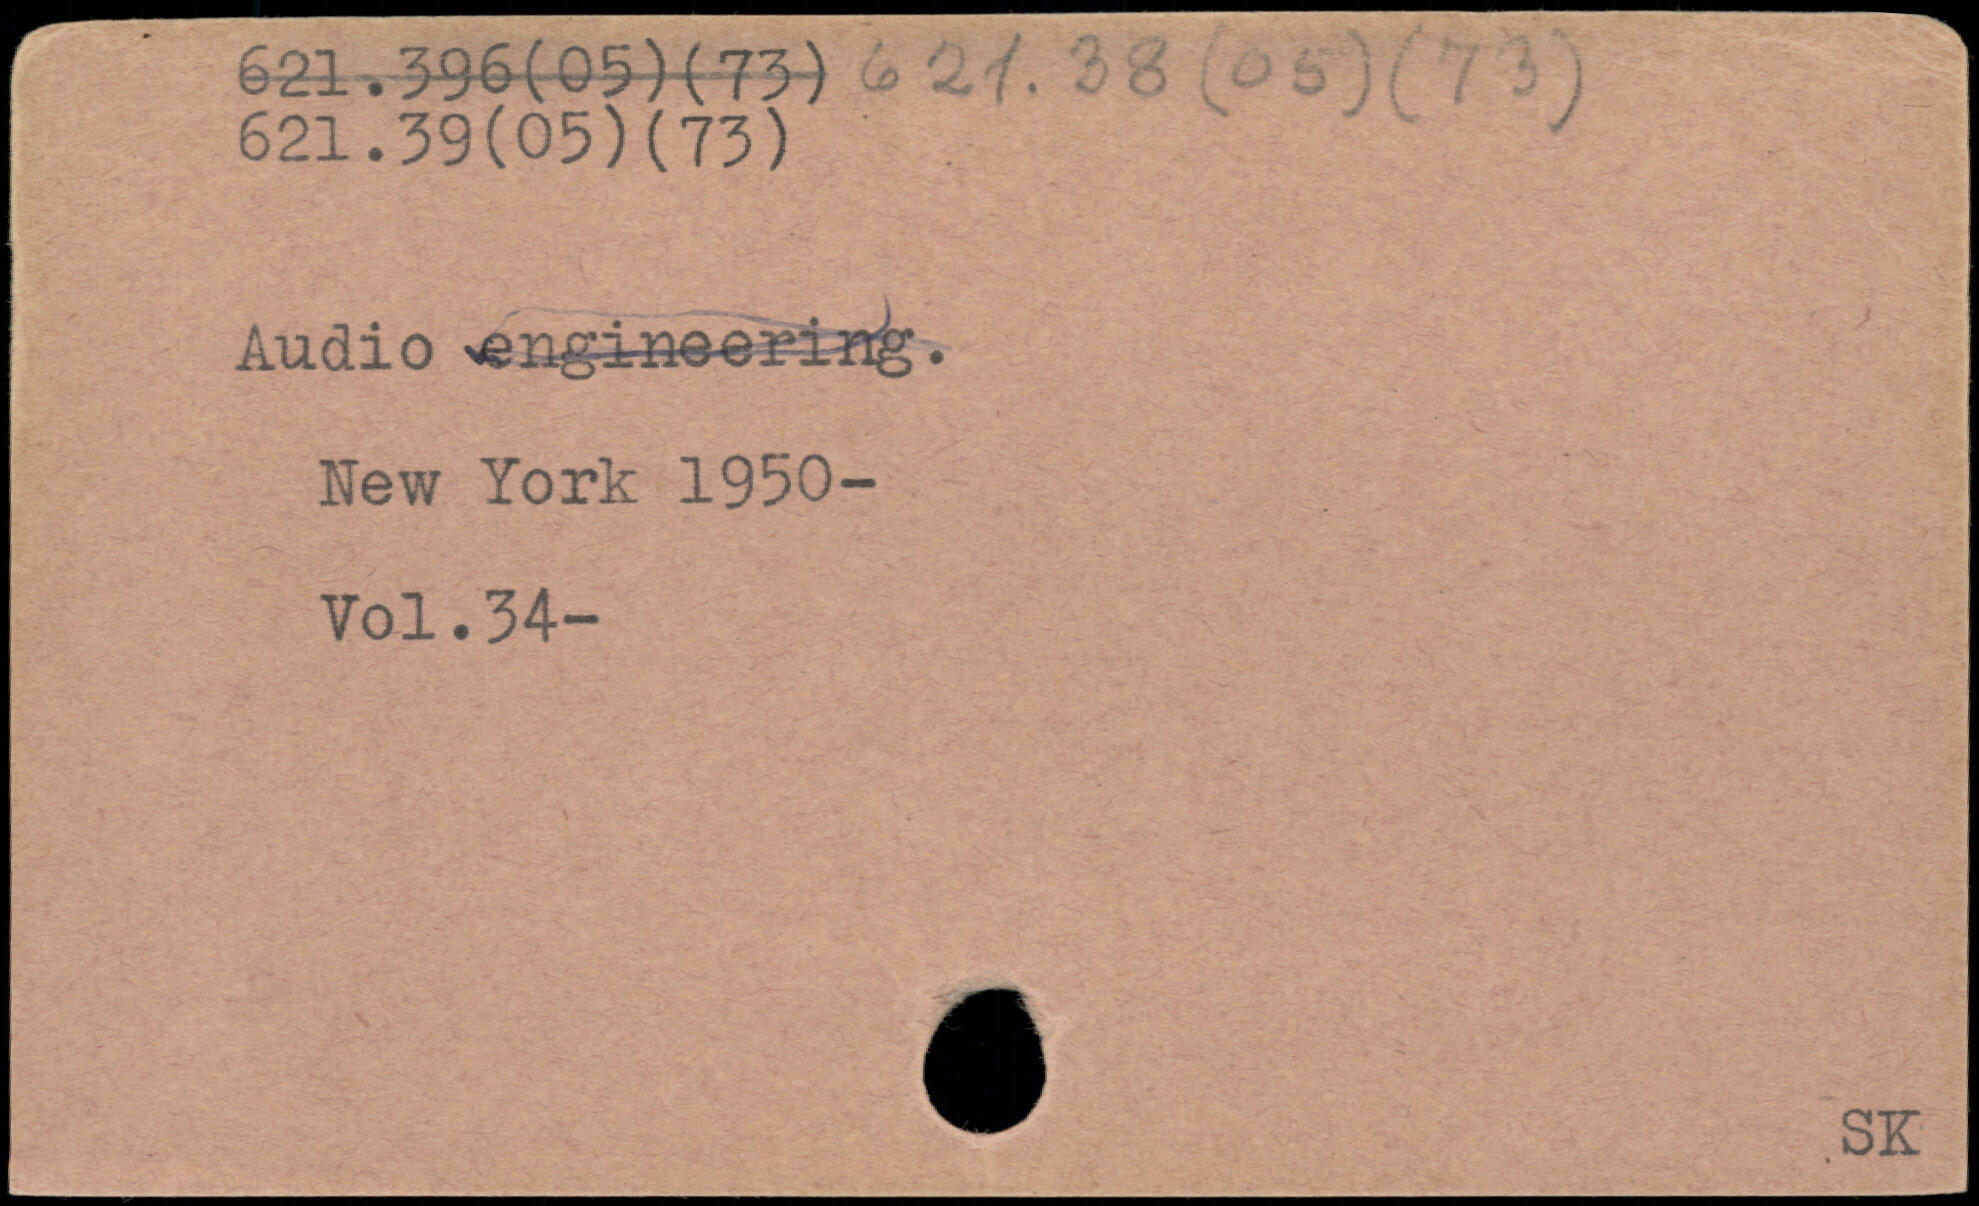 621.396(05)(73) 621.38(05)(73)
621.39(05)(73)
Audio engineering.
New York 1950-
Vol.34-
SK